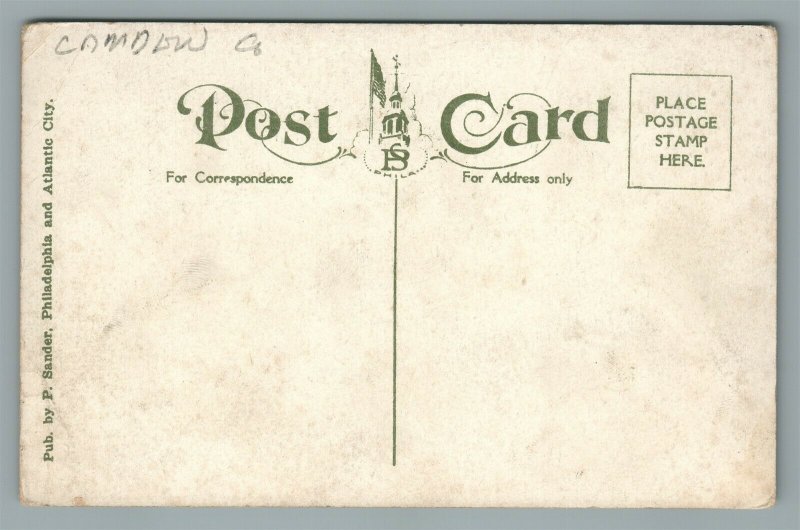 CAMDEN Co
Post Card
PS
PHILA.
For Correspondence
For Address only
PLACE
POSTAGE
STAMP
HERE.
Pub. by P. Sander, Philadelphia and Atlantic City.